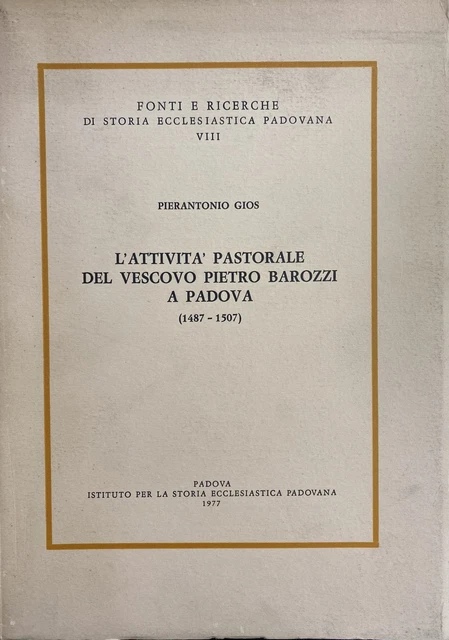 FONTI E RICERCHE
DI STORIA ECCLESIASTICA PADOVANA
VIII
PIERANTONIO GIOS
L'ATTIVITA' PASTORALE
DEL VESCOVO PIETRO BAROZZI
A PADOVA
(1487 - 1507)
PADOVA
ISTITUTO PER LA STORIA ECCLESIASTICA PADOVANA
1977